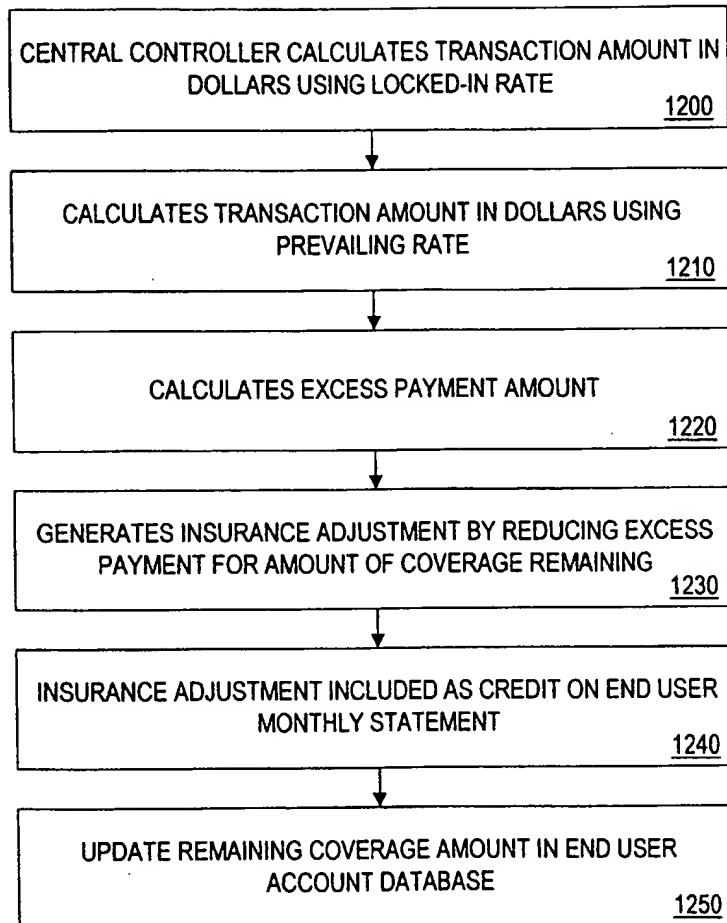 CENTRAL CONTROLLER CALCULATES TRANSACTION AMOUNT IN
DOLLARS USING LOCKED-IN RATE
1200
CALCULATES TRANSACTION AMOUNT IN DOLLARS USING
PREVAILING RATE
1210
CALCULATES EXCESS PAYMENT AMOUNT
1220
GENERATES INSURANCE ADJUSTMENT BY REDUCING EXCESS
PAYMENT FOR AMOUNT OF COVERAGE REMAINING
1230
INSURANCE ADJUSTMENT INCLUDED AS CREDIT ON END USER
MONTHLY STATEMENT
1240
UPDATE REMAINING COVERAGE AMOUNT IN END USER
ACCOUNT DATABASE
1250